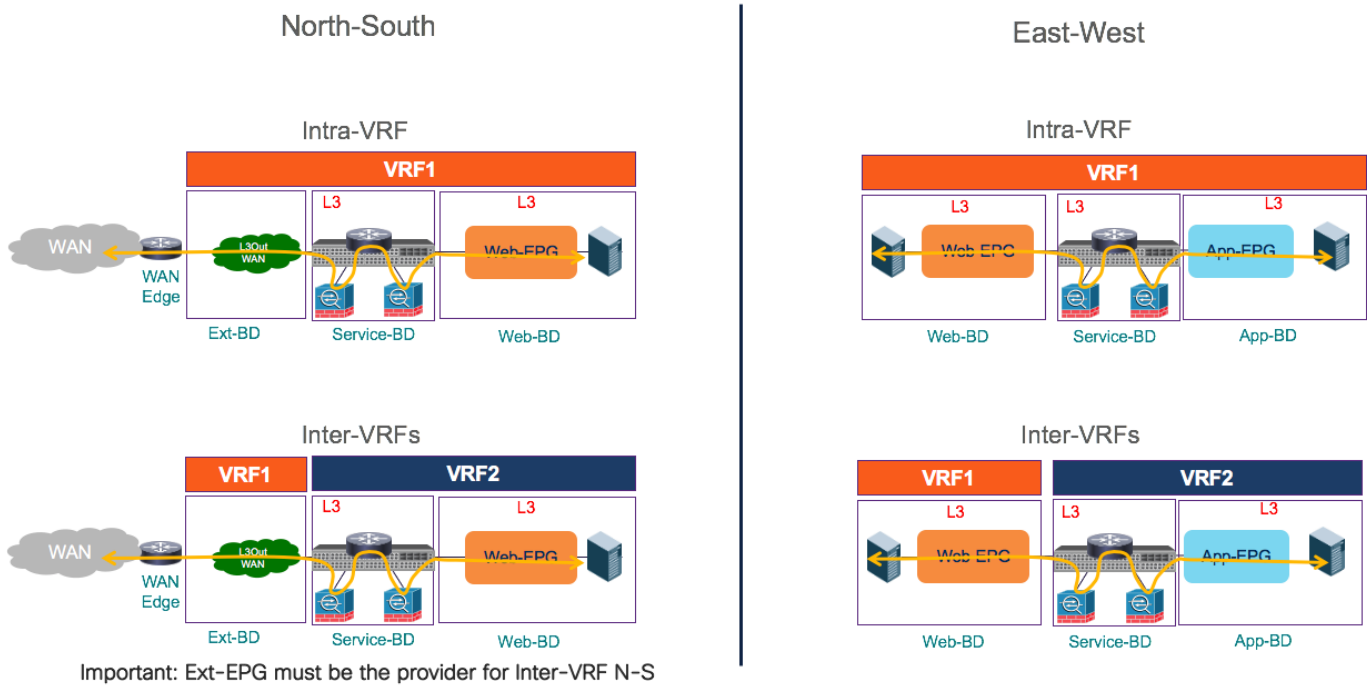 North-South
Intra-VRF
VRF1
L3
L3
WAN
L3Out
WAN
Web-EPG
WAN
Edge
Ext-BD
Service-BD
Web-BD
Inter-VRFs
VRF1
VRF2
L3
L3
WAN
L3Out
WAN
Web-EPG
WAN
Edge
Ext-BD
Service-BD
Web-BD
Important: Ext-EPG must be the provider for Inter-VRF N-S
East-West
Intra-VRF
VRF1
L3
L3
L3
Web-EPG
App-EPG
Web-BD
Service-BD
App-BD
Inter-VRFs
VRF1
VRF2
L3
L3
L3
Web-EPG
App-EPG
Web-BD
Service-BD
App-BD